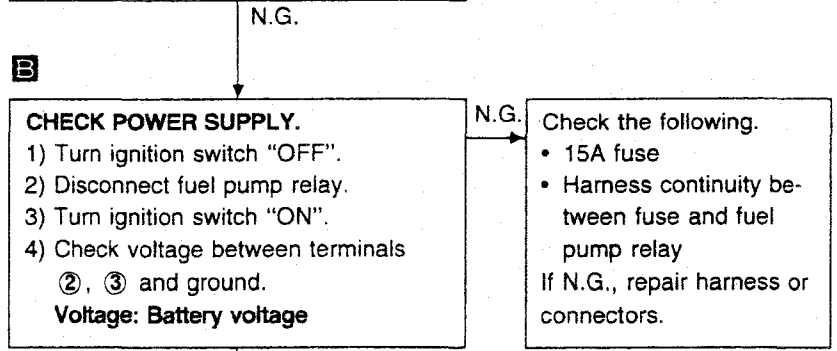 N.G.
B
CHECK POWER SUPPLY.
1) Turn ignition switch “OFF”.
2) Disconnect fuel pump relay.
3) Turn ignition switch “ON”.
4) Check voltage between terminals
②, ③ and ground.
Voltage: Battery voltage
N.G.
Check the following.
• 15A fuse
• Harness continuity be-
tween fuse and fuel
pump relay
If N.G., repair harness or
connectors.